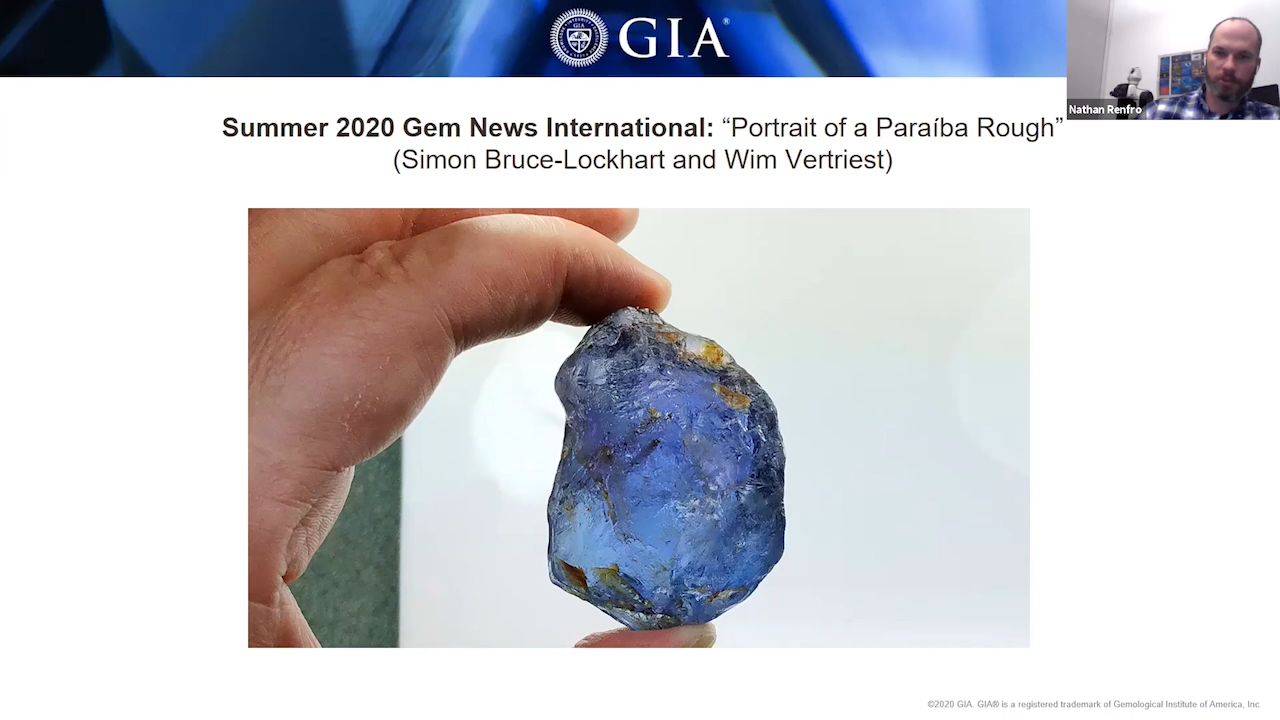 GIA®
Nathan Renfro
Summer 2020 Gem News International: “Portrait of a Paraíba Rough”
(Simon Bruce-Lockhart and Wim Vertriest)
©2020 GIA. GIA® is a registered trademark of Gemological Institute of America, Inc.